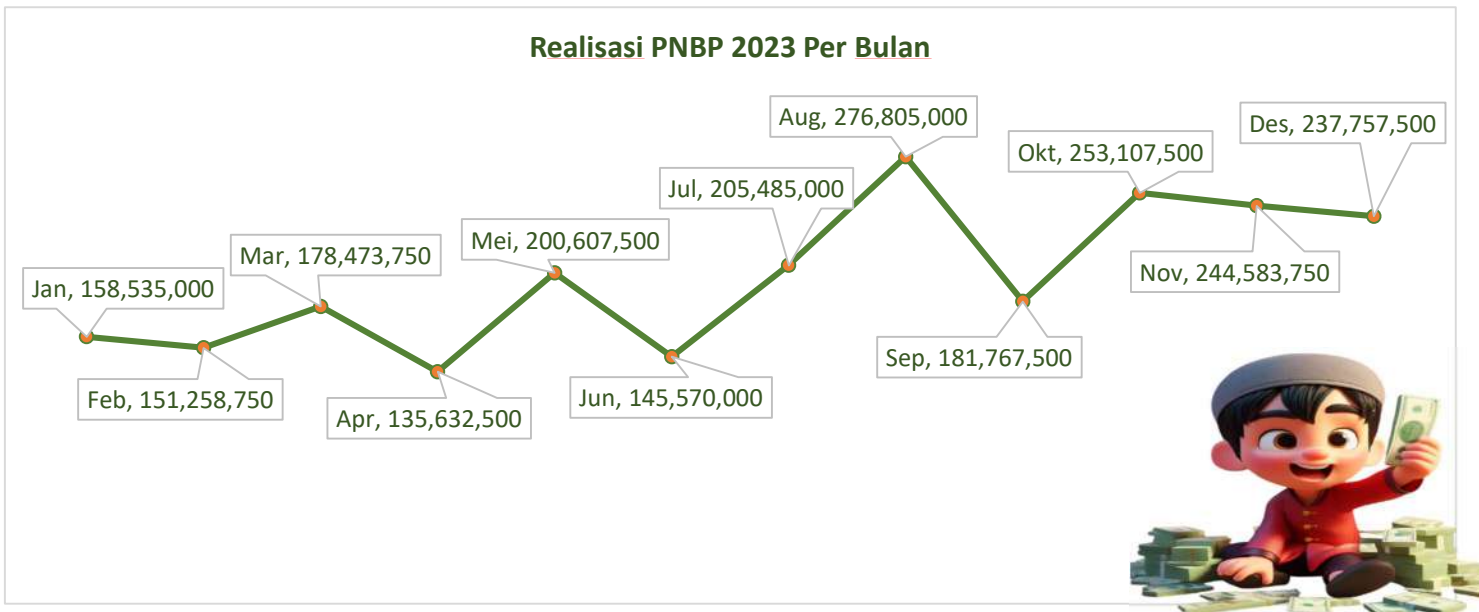 Realisasi PNBP 2023 Per Bulan
Jan, 158,535,000
Feb, 151,258,750
Mar, 178,473,750
Apr, 135,632,500
Mei, 200,607,500
Jun, 145,570,000
Jul, 205,485,000
Aug, 276,805,000
Sep, 181,767,500
Okt, 253,107,500
Nov, 244,583,750
Des, 237,757,500